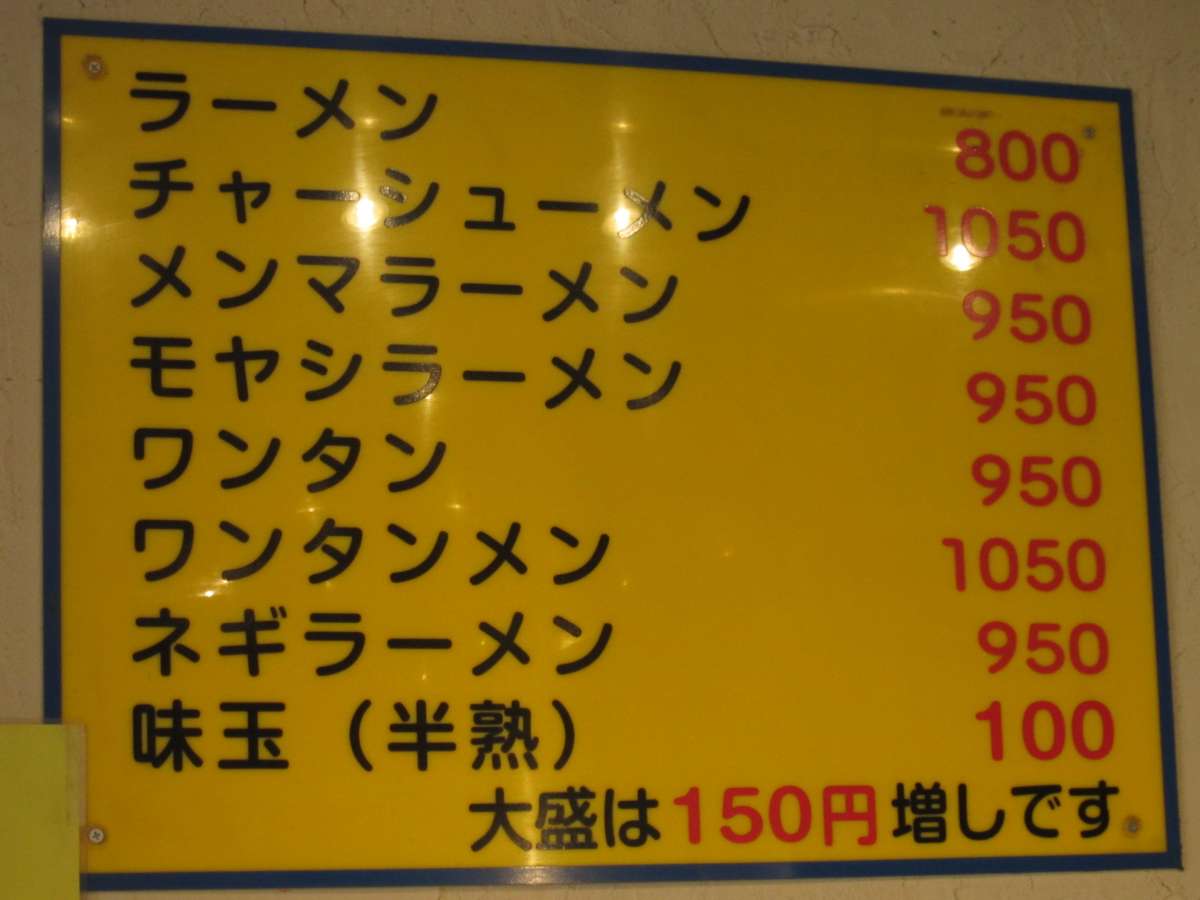 ラーメン 800
チャーシューメン 1050
メンマラーメン 950
モヤシラーメン 950
ワンタン 950
ワンタンメン 1050
ネギラーメン 950
味玉（半熟） 100
大盛は150円増しです